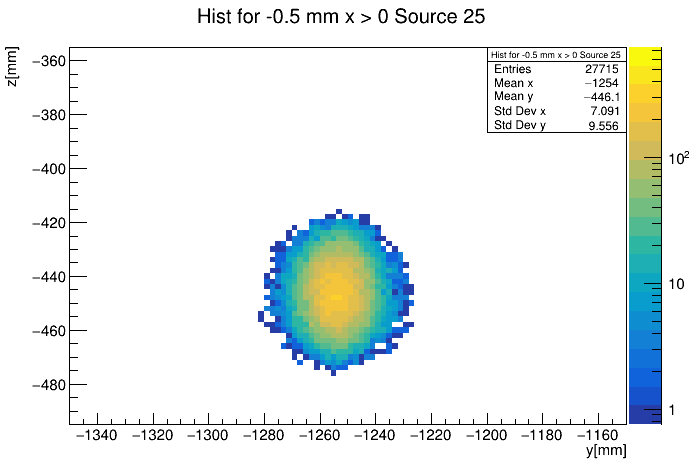 Hist for -0.5 mm x > 0 Source 25
z[mm]
−360
−380
−400
−420
−440
−460
−480
Hist for -0.5 mm x > 0 Source 25
Entries 27715
Mean x −1254
Mean y −446.1
Std Dev x 7.091
Std Dev y 9.556
10²
10
1
−1340 −1320 −1300 −1280 −1260 −1240 −1220 −1200 −1180 −1160
y[mm]